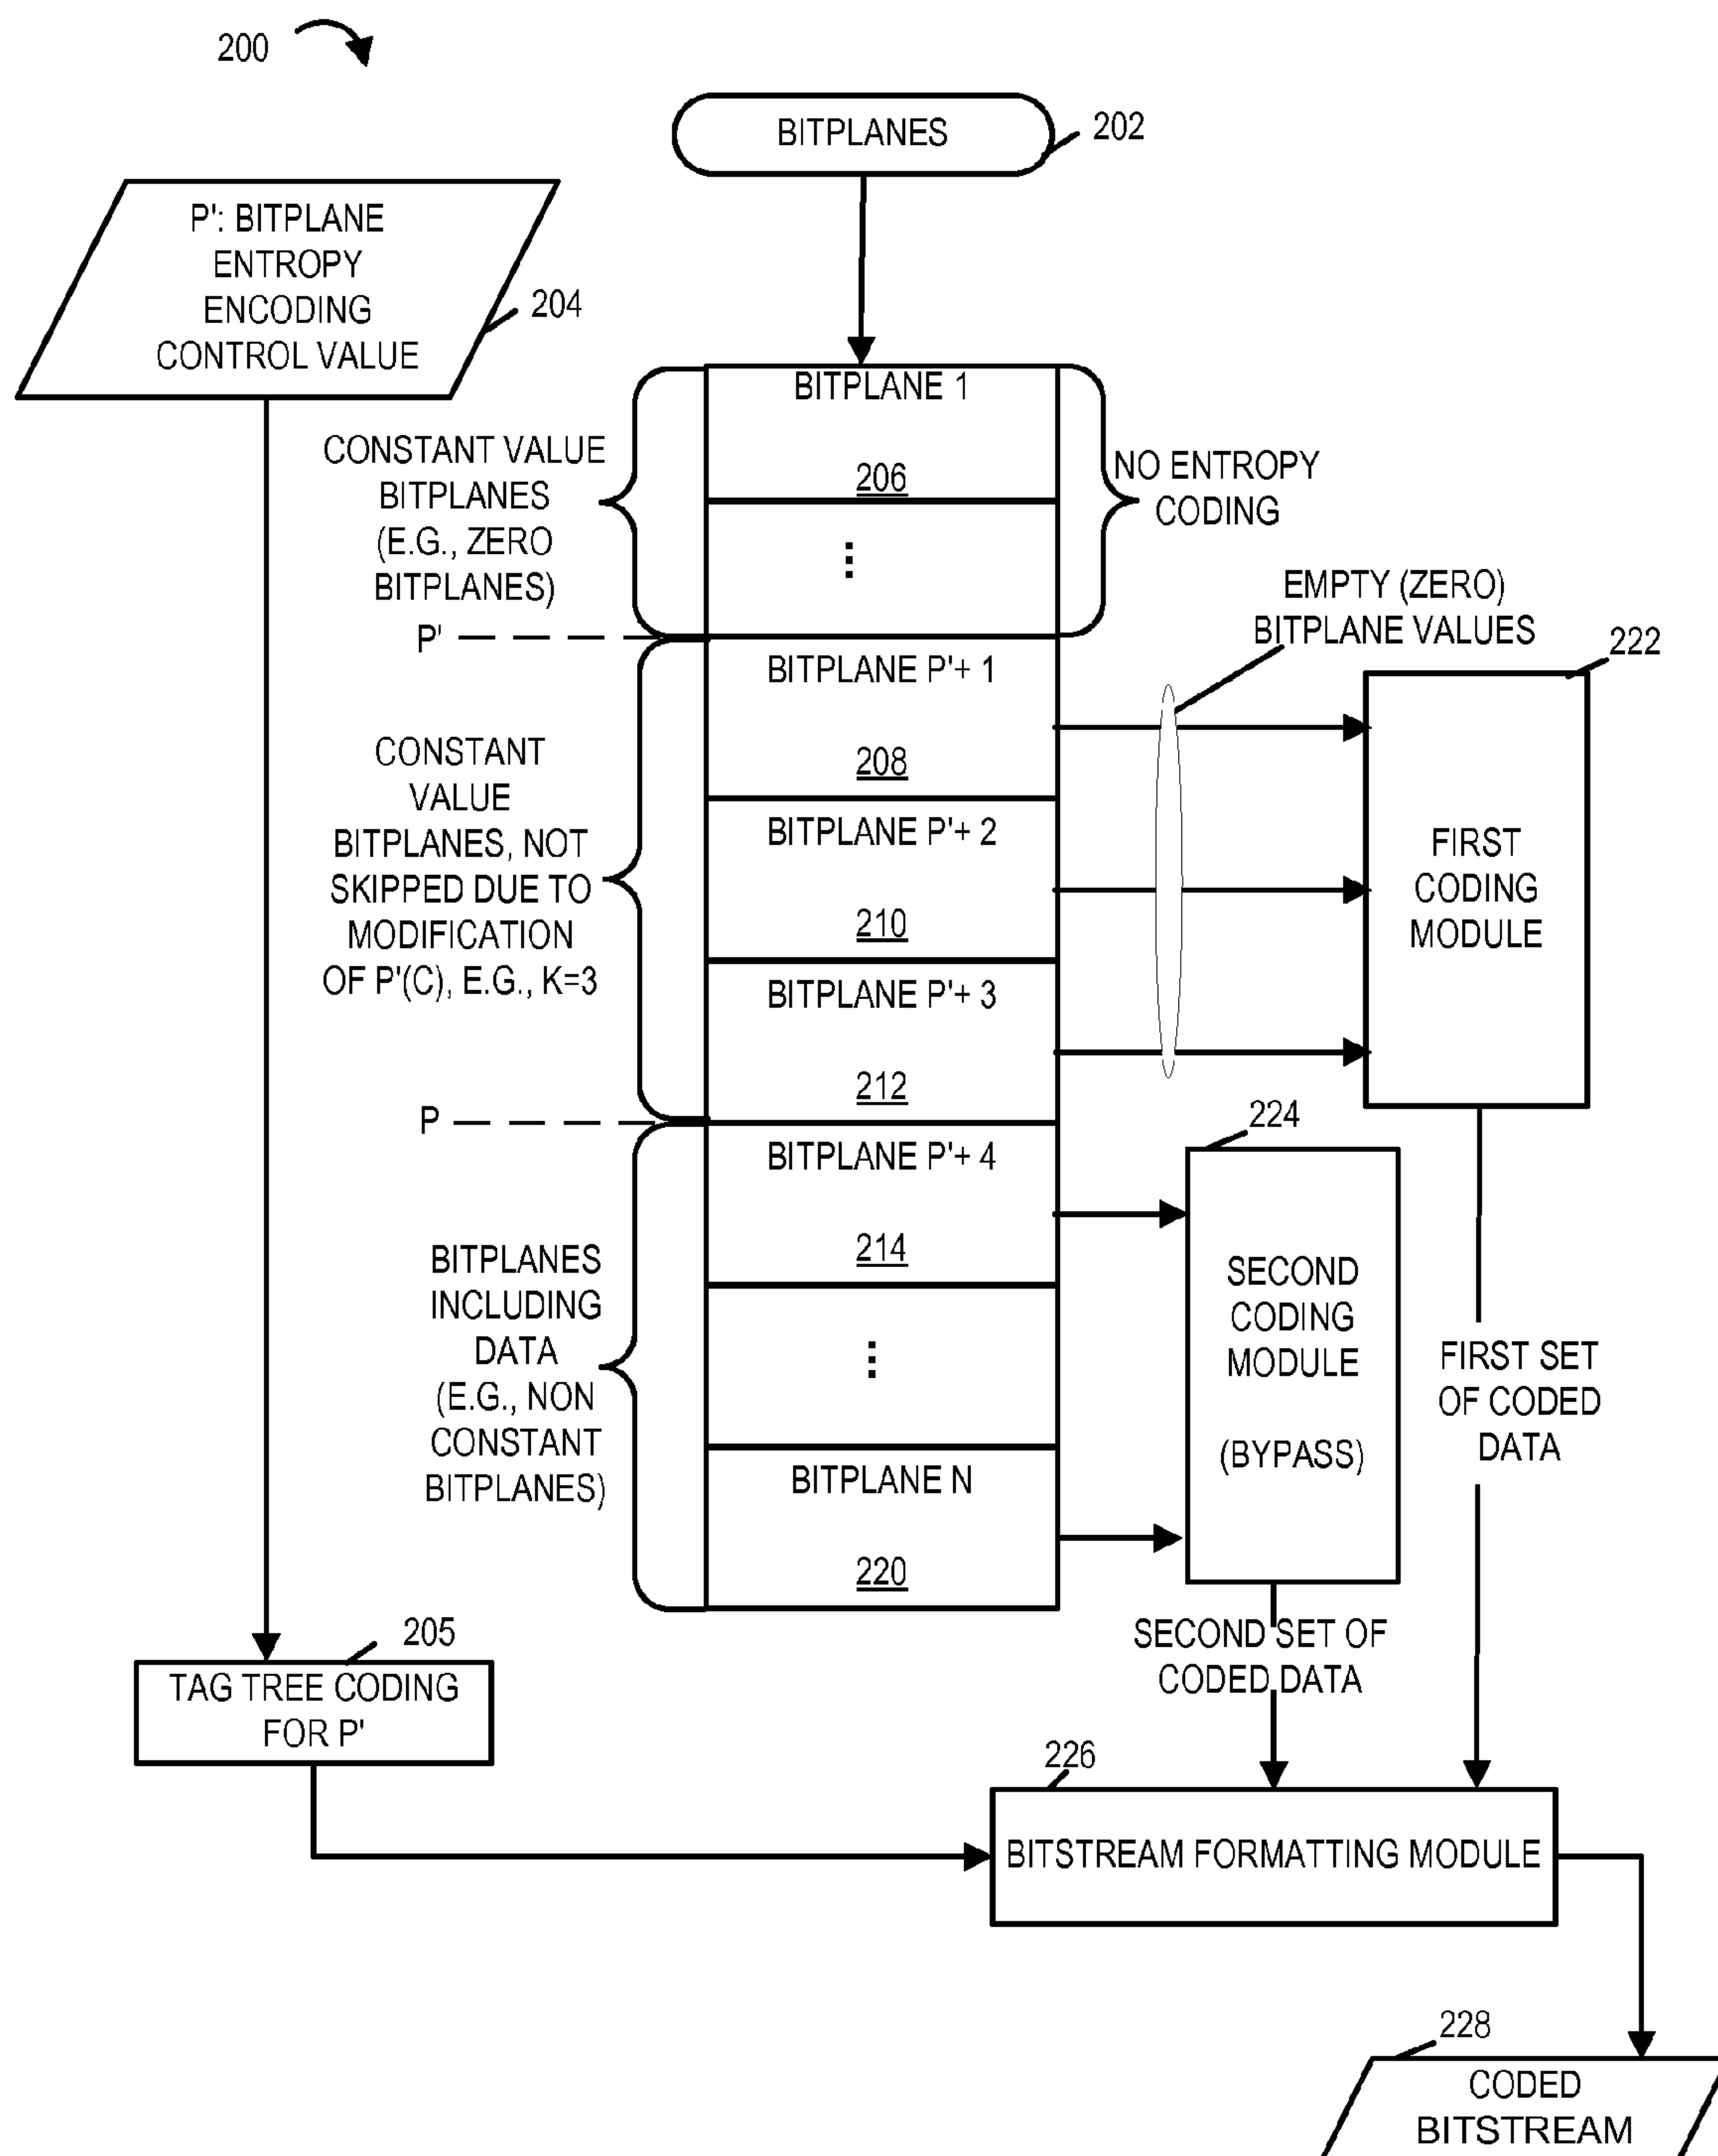 200
BITPLANES
202
P': BITPLANE
ENTROPY
ENCODING
CONTROL VALUE
204
BITPLANE 1
206
⋮
CONSTANT VALUE
BITPLANES
(E.G., ZERO
BITPLANES)
NO ENTROPY
CODING
P'
EMPTY (ZERO)
BITPLANE VALUES
222
BITPLANE P'+ 1
208
BITPLANE P'+ 2
210
BITPLANE P'+ 3
212
CONSTANT
VALUE
BITPLANES, NOT
SKIPPED DUE TO
MODIFICATION
OF P'(C), E.G., K=3
FIRST
CODING
MODULE
P
224
BITPLANE P'+ 4
214
⋮
BITPLANE N
220
BITPLANES
INCLUDING
DATA
(E.G., NON
CONSTANT
BITPLANES)
SECOND
CODING
MODULE
(BYPASS)
FIRST SET
OF CODED
DATA
SECOND SET OF
CODED DATA
205
TAG TREE CODING
FOR P'
226
BITSTREAM FORMATTING MODULE
228
CODED
BITSTREAM